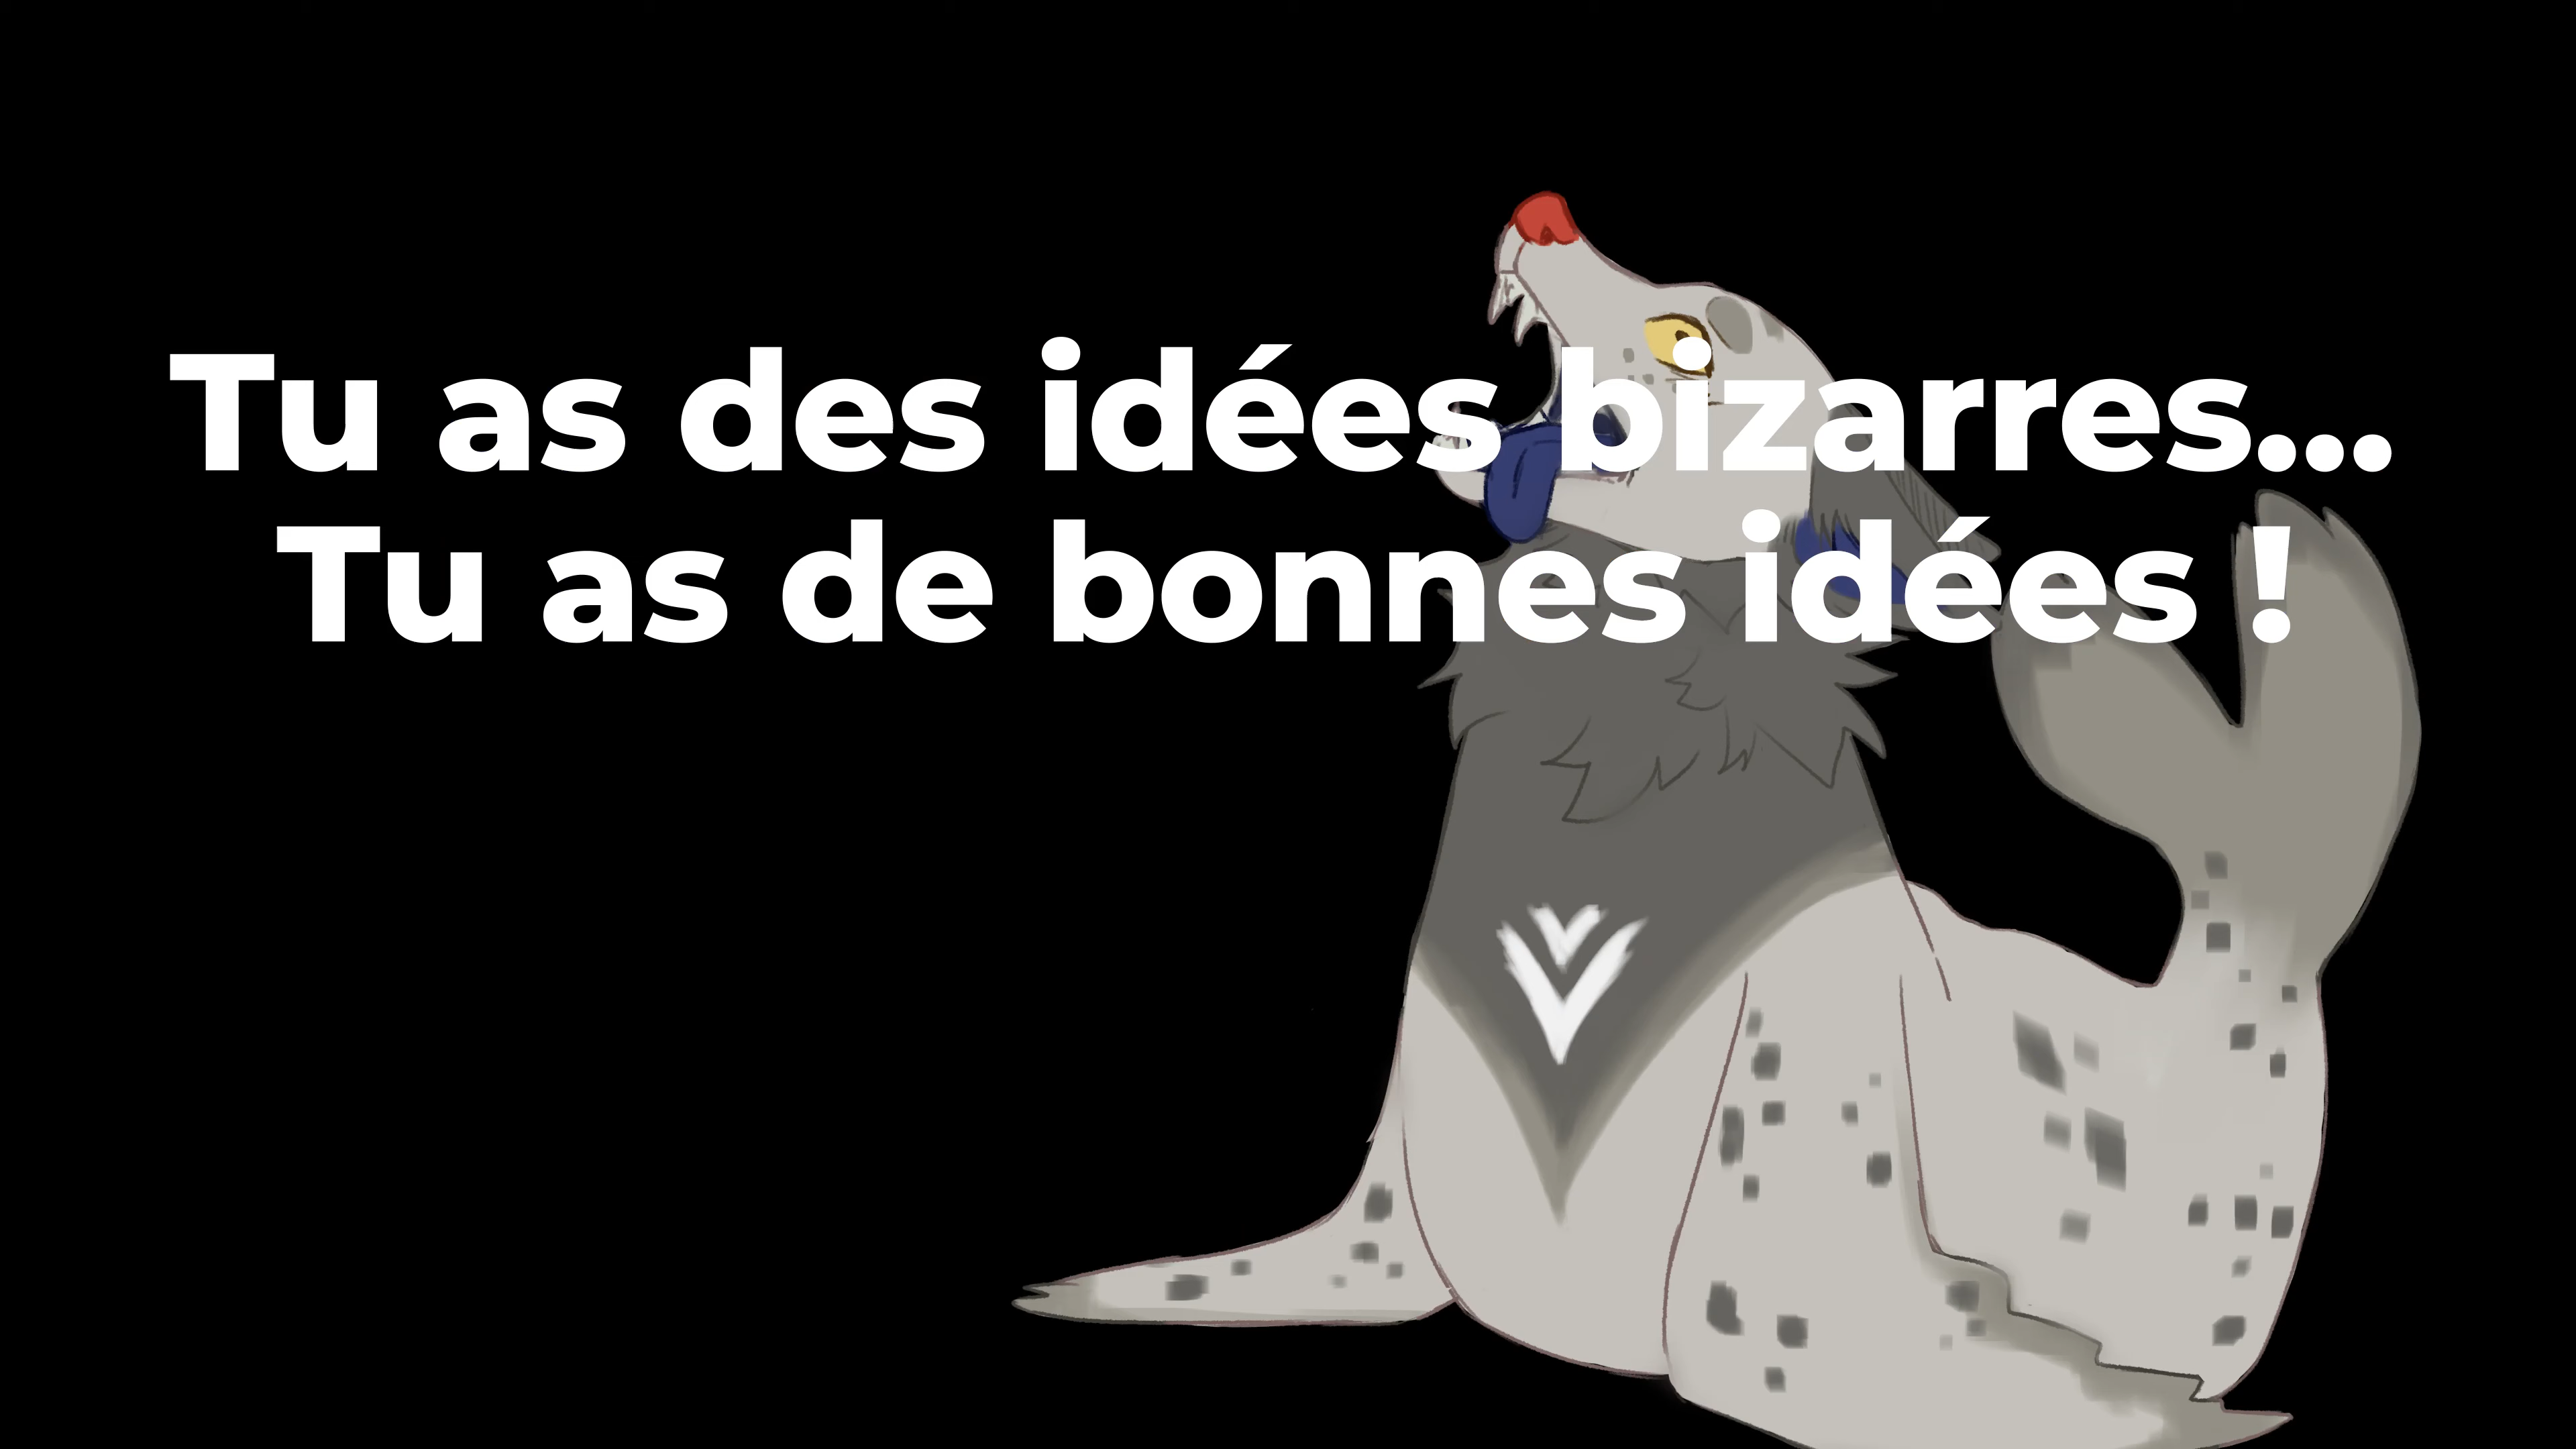 Tu as des idées bizarres...
Tu as de bonnes idées !